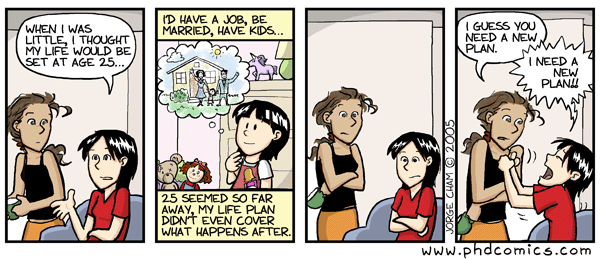 WHEN I WAS
LITTLE, I THOUGHT
MY LIFE WOULD BE
SET AT AGE 25...
I'D HAVE A JOB, BE
MARRIED, HAVE KIDS...
25 SEEMED SO FAR
AWAY, MY LIFE PLAN
DIDN'T EVEN COVER
WHAT HAPPENS AFTER.
JORGE CHAM © 2005
I GUESS YOU
NEED A NEW
PLAN.
I NEED
A NEW
PLAN!!
www.phdcomics.com